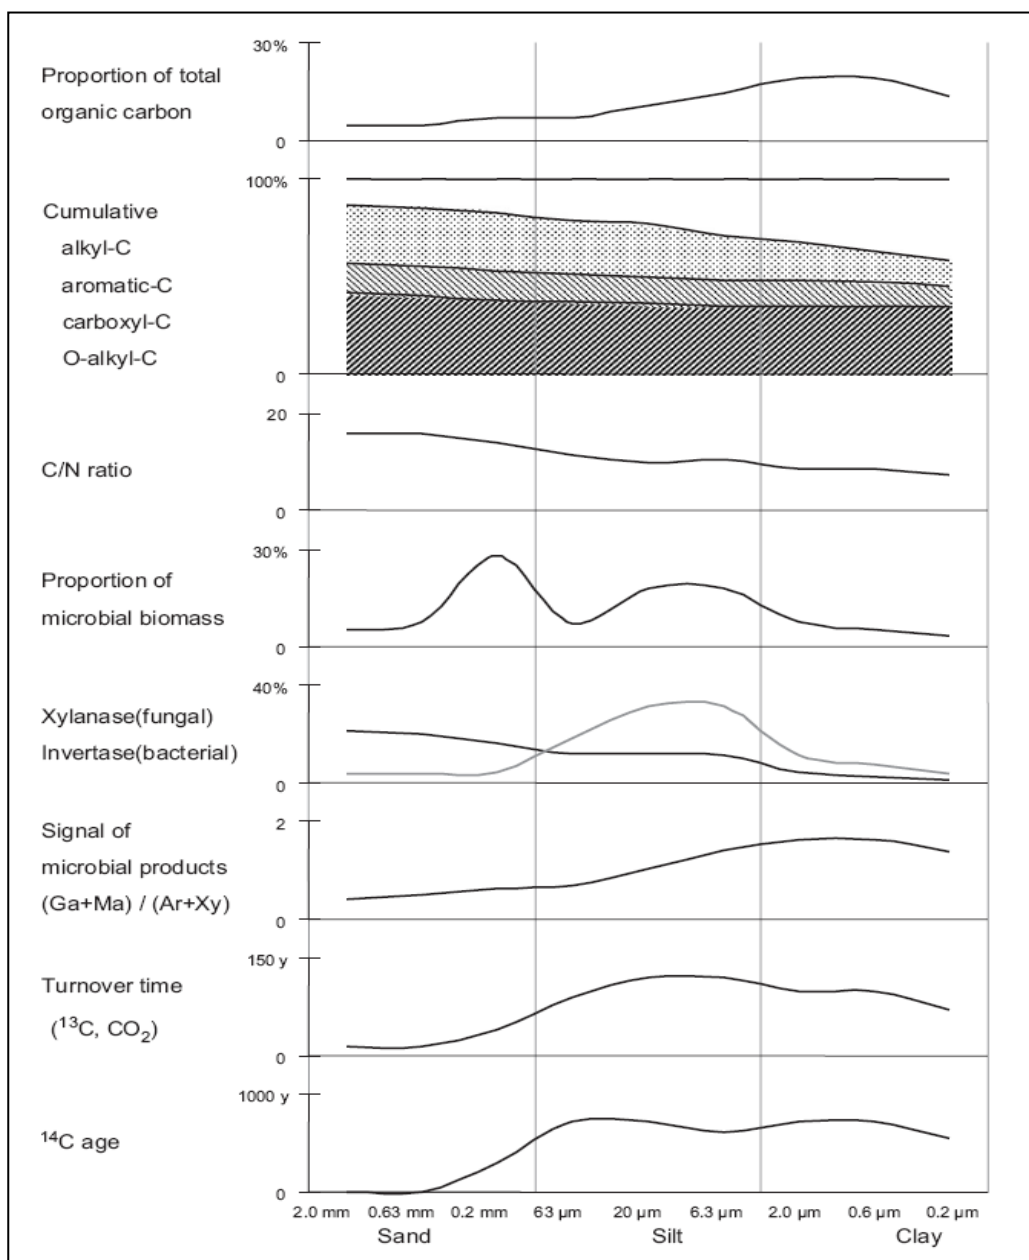 30%
Proportion of total
organic carbon
0
100%
Cumulative
alkyl-C
aromatic-C
carboxyl-C
O-alkyl-C
0
20
C/N ratio
0
30%
Proportion of
microbial biomass
0
40%
Xylanase(fungal)
Invertase(bacterial)
0
2
Signal of
microbial products
(Ga+Ma) / (Ar+Xy)
0
150 y
Turnover time
(¹³C, CO₂)
0
1000 y
¹⁴C age
0
2.0 mm 0.63 mm 0.2 mm 63 µm 20 µm 6.3 µm 2.0 µm 0.6 µm 0.2 µm
Sand Silt Clay